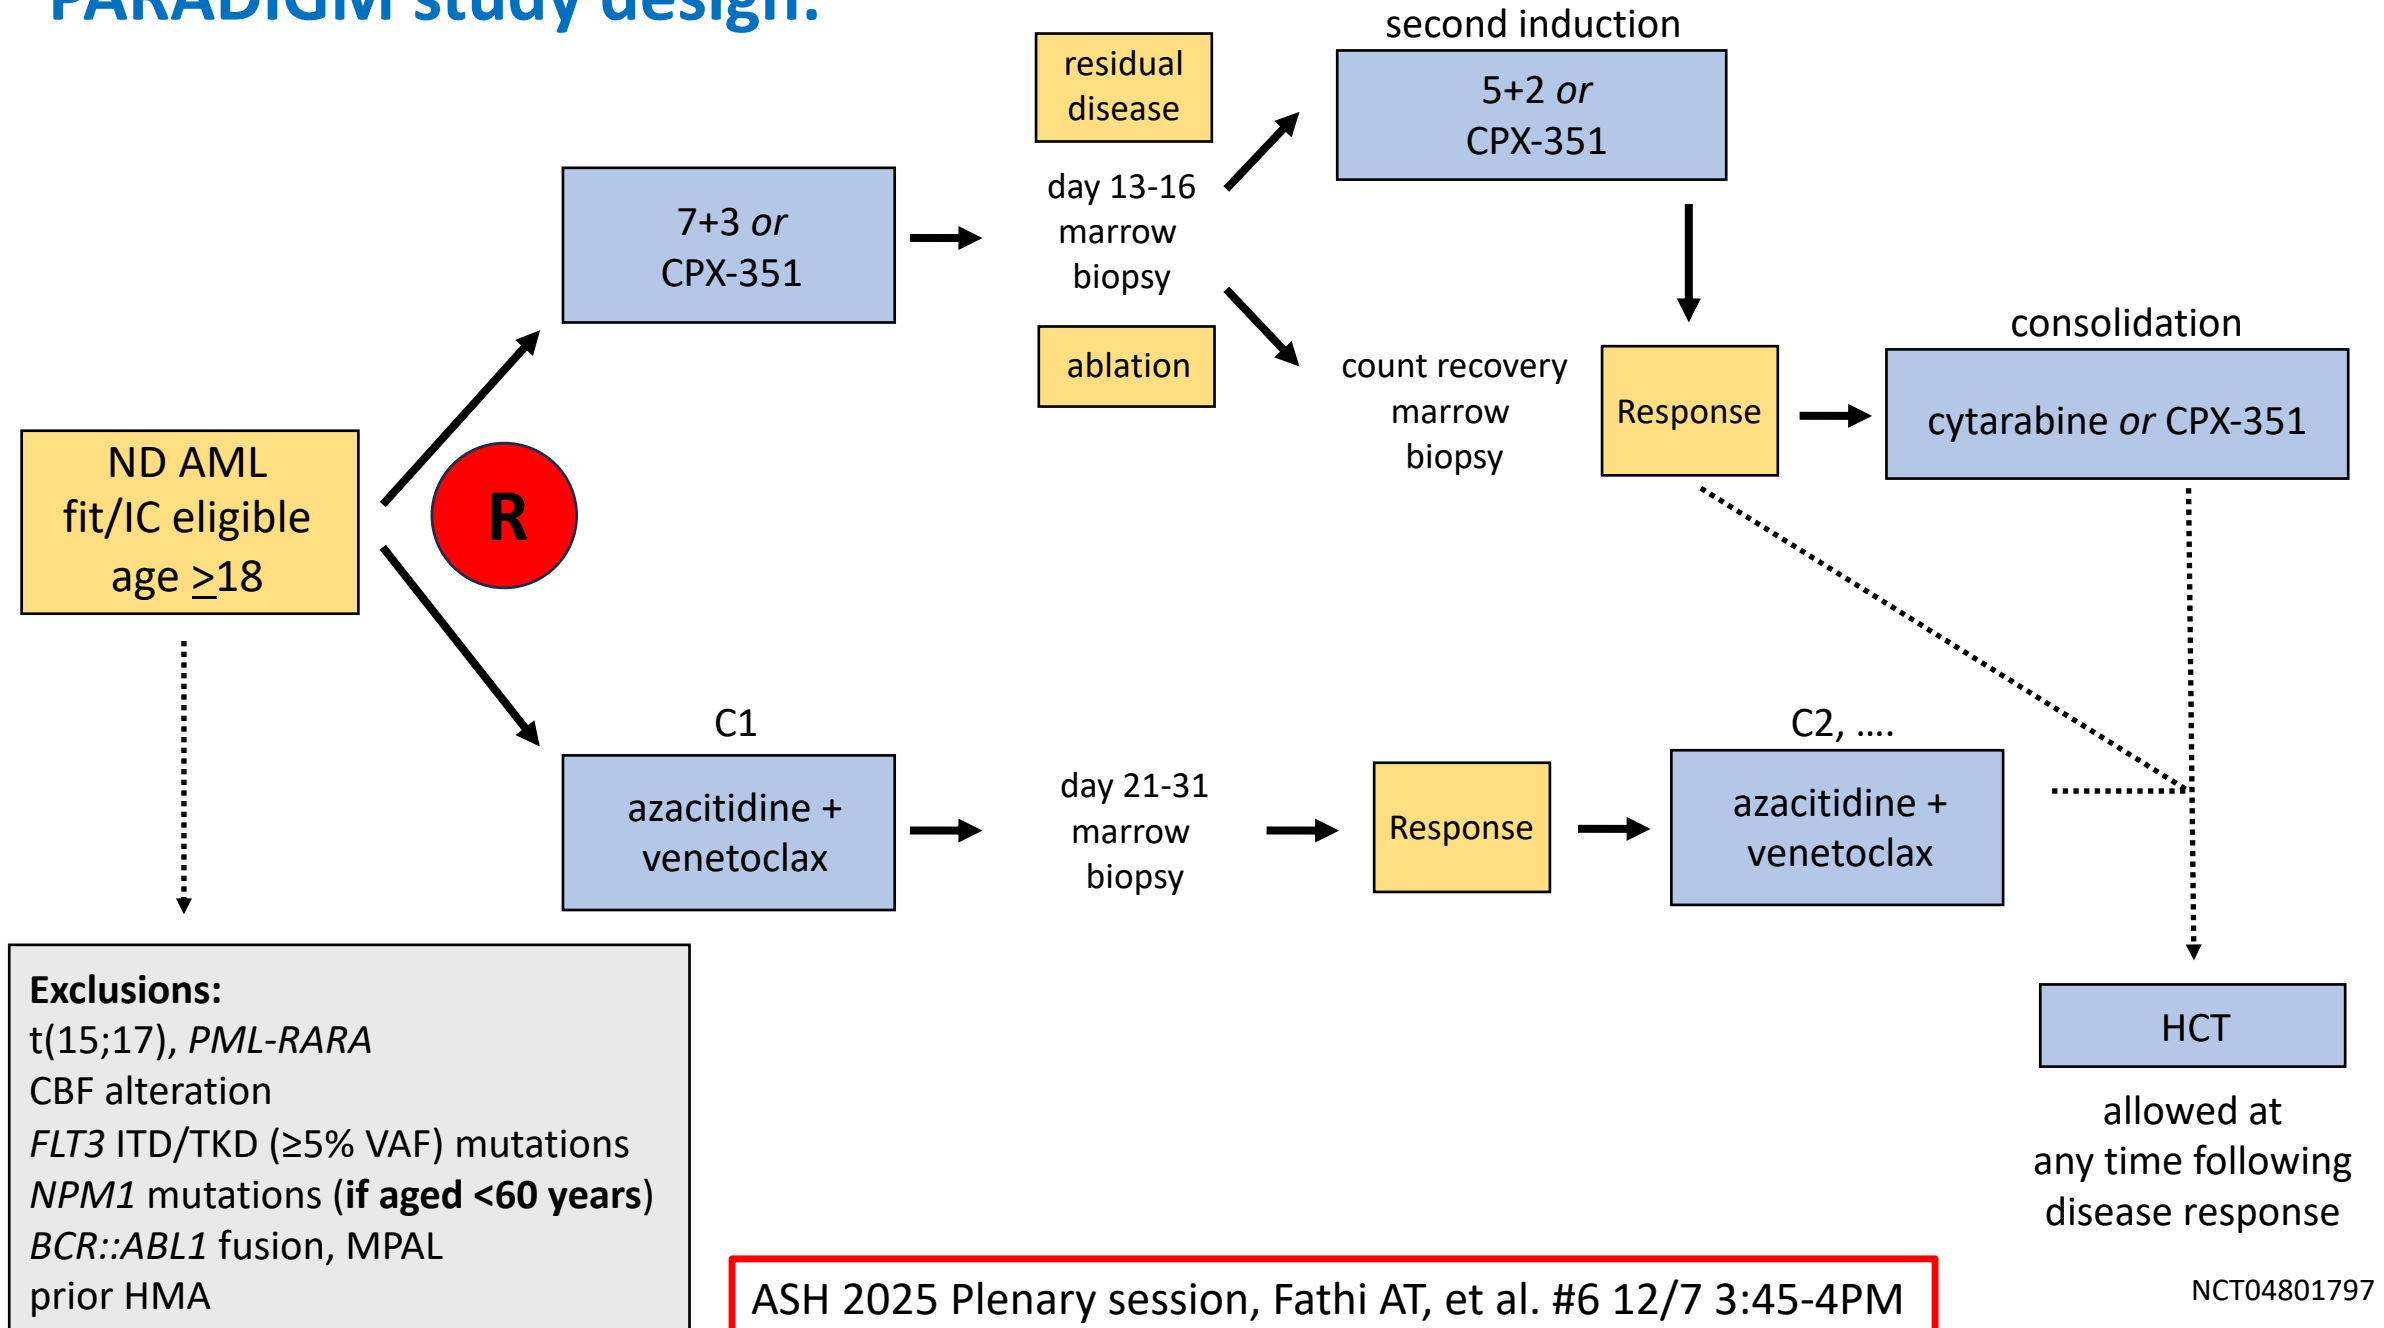 PARADIGM study design:
second induction
residual
disease
5+2 or
CPX-351
7+3 or
CPX-351
day 13-16
marrow
biopsy
ablation
count recovery
marrow
biopsy
Response
consolidation
cytarabine or CPX-351
ND AML
fit/IC eligible
age ≥18
R
C1
azacitidine +
venetoclax
day 21-31
marrow
biopsy
Response
C2, ....
azacitidine +
venetoclax
HCT
allowed at
any time following
disease response
Exclusions:
t(15;17), PML-RARA
CBF alteration
FLT3 ITD/TKD (≥5% VAF) mutations
NPM1 mutations (if aged <60 years)
BCR::ABL1 fusion, MPAL
prior HMA
ASH 2025 Plenary session, Fathi AT, et al. #6 12/7 3:45-4PM
NCT04801797